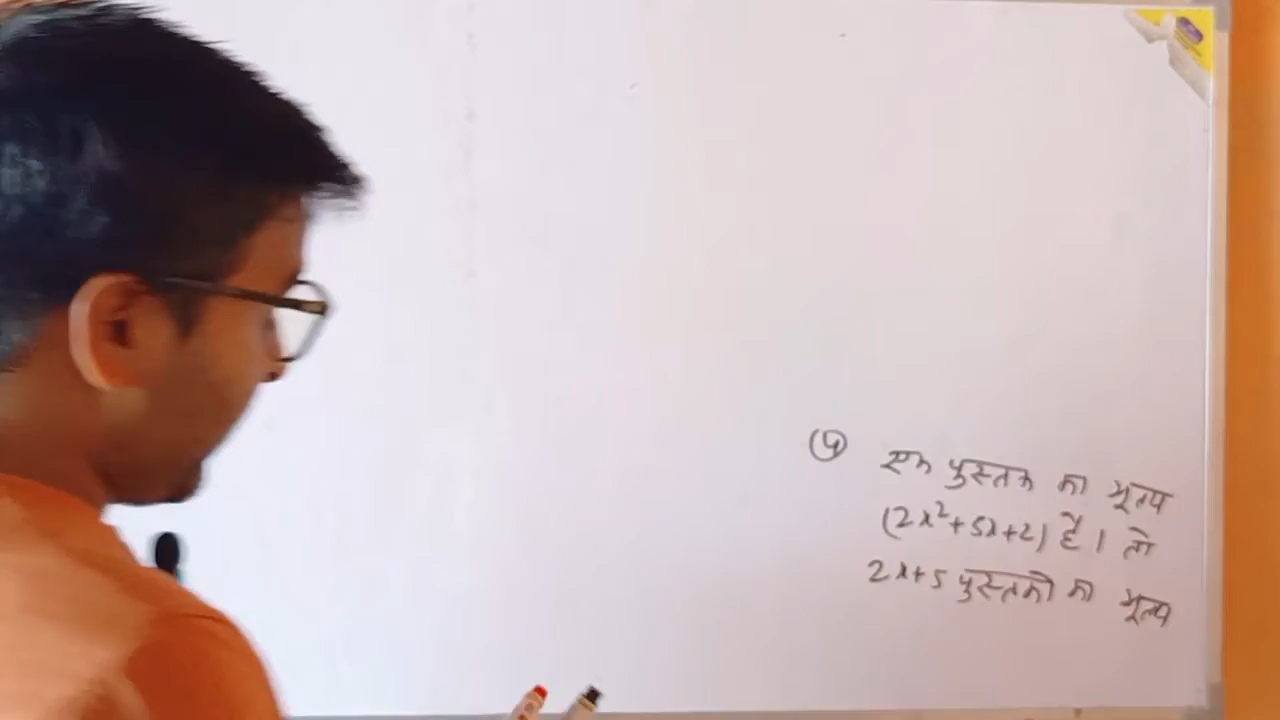 ④ एक पुस्तक का मूल्य
(2x²+5x+2) है। तो
2x+5 पुस्तको का मूल्य